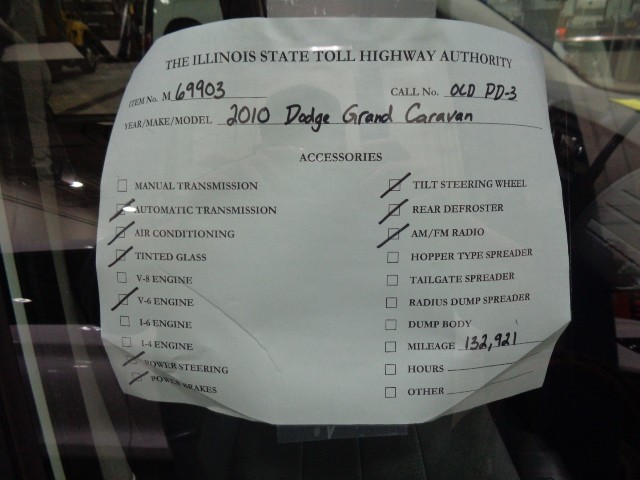 THE ILLINOIS STATE TOLL HIGHWAY AUTHORITY
ITEM No. M 69903 CALL No. OLD PD-3
YEAR/MAKE/MODEL 2010 Dodge Grand Caravan
ACCESSORIES
MANUAL TRANSMISSION
AUTOMATIC TRANSMISSION
AIR CONDITIONING
TINTED GLASS
V-8 ENGINE
V-6 ENGINE
I-6 ENGINE
I-4 ENGINE
POWER STEERING
POWER BRAKES
TILT STEERING WHEEL
REAR DEFROSTER
AM/FM RADIO
HOPPER TYPE SPREADER
TAILGATE SPREADER
RADIUS DUMP SPREADER
DUMP BODY
MILEAGE 132,921
HOURS
OTHER